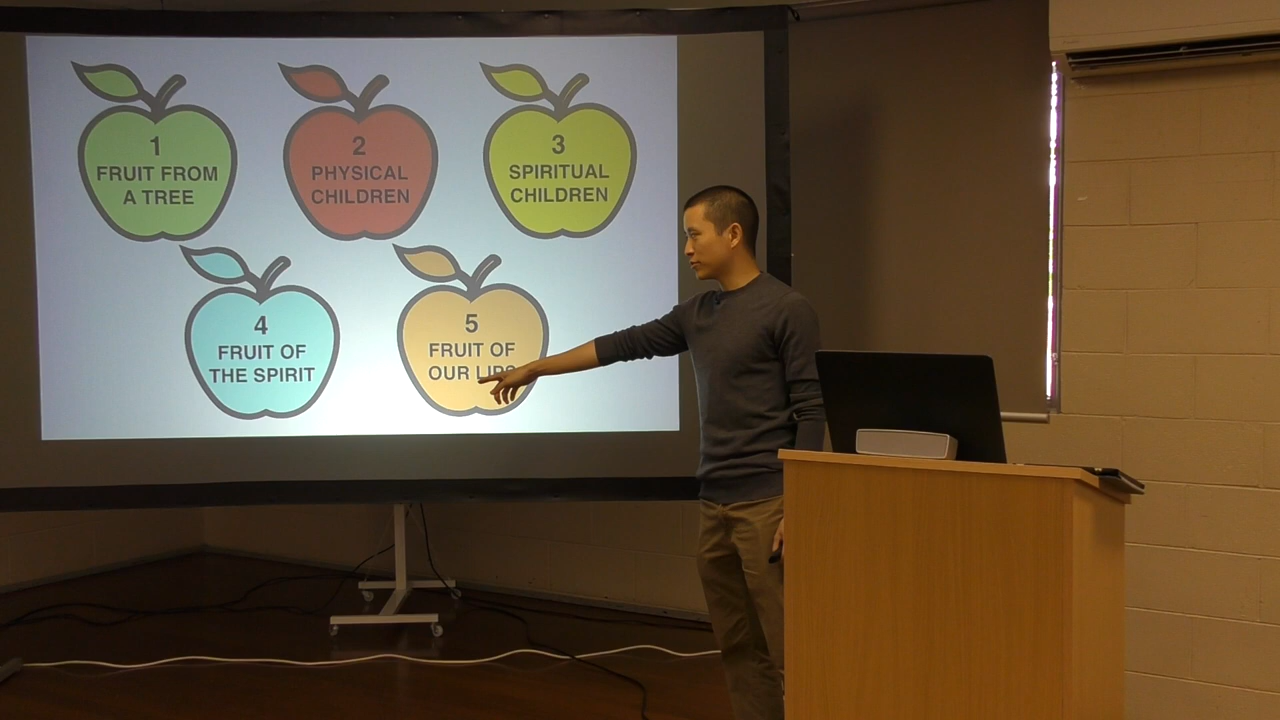 1
FRUIT FROM
A TREE
2
PHYSICAL
CHILDREN
3
SPIRITUAL
CHILDREN
4
FRUIT OF
THE SPIRIT
5
FRUIT OF
OUR LIPS